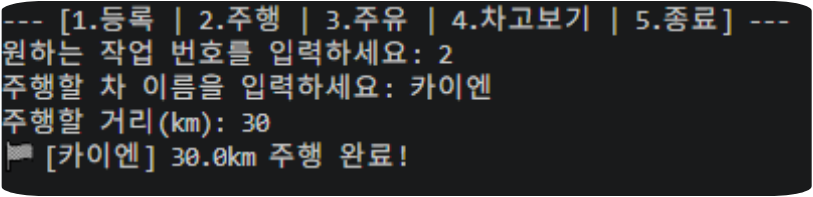 --- [1.등록 | 2.주행 | 3.주유 | 4.차고보기 | 5.종료] ---
원하는 작업 번호를 입력하세요: 2
주행할 차 이름을 입력하세요: 카이엔
주행할 거리(km): 30
🏁 [카이엔] 30.0km 주행 완료!